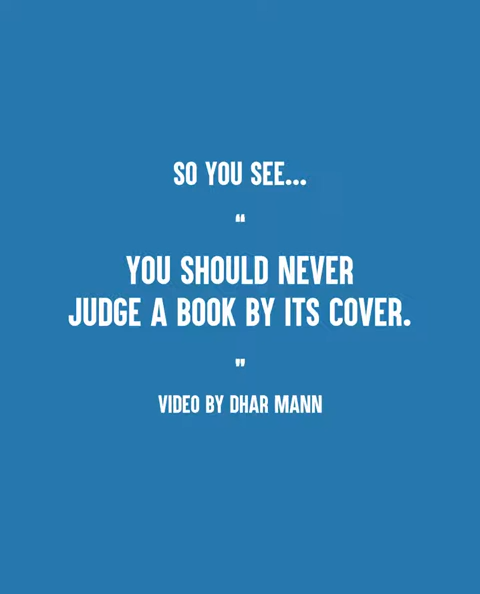 SO YOU SEE...
“
YOU SHOULD NEVER
JUDGE A BOOK BY ITS COVER.
"
VIDEO BY DHAR MANN